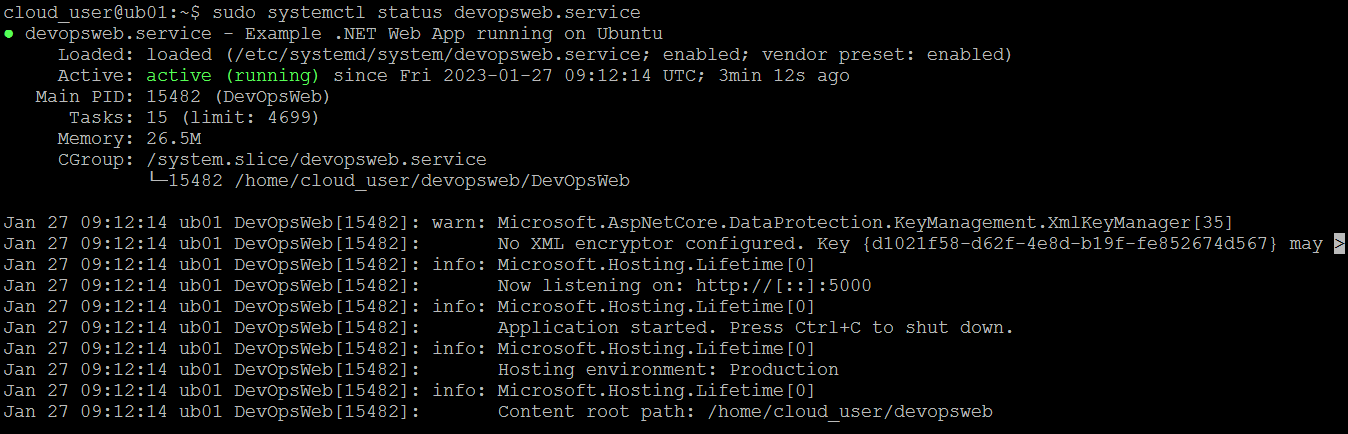 cloud_user@ub01:~$ sudo systemctl status devopsweb.service
● devopsweb.service - Example .NET Web App running on Ubuntu
     Loaded: loaded (/etc/systemd/system/devopsweb.service; enabled; vendor preset: enabled)
     Active: active (running) since Fri 2023-01-27 09:12:14 UTC; 3min 12s ago
   Main PID: 15482 (DevOpsWeb)
      Tasks: 15 (limit: 4699)
     Memory: 26.5M
     CGroup: /system.slice/devopsweb.service
             └─15482 /home/cloud_user/devopsweb/DevOpsWeb

Jan 27 09:12:14 ub01 DevOpsWeb[15482]: warn: Microsoft.AspNetCore.DataProtection.KeyManagement.XmlKeyManager[35]
Jan 27 09:12:14 ub01 DevOpsWeb[15482]:       No XML encryptor configured. Key {d1021f58-d62f-4e8d-b19f-fe852674d567} may >
Jan 27 09:12:14 ub01 DevOpsWeb[15482]: info: Microsoft.Hosting.Lifetime[0]
Jan 27 09:12:14 ub01 DevOpsWeb[15482]:       Now listening on: http://[::]:5000
Jan 27 09:12:14 ub01 DevOpsWeb[15482]: info: Microsoft.Hosting.Lifetime[0]
Jan 27 09:12:14 ub01 DevOpsWeb[15482]:       Application started. Press Ctrl+C to shut down.
Jan 27 09:12:14 ub01 DevOpsWeb[15482]: info: Microsoft.Hosting.Lifetime[0]
Jan 27 09:12:14 ub01 DevOpsWeb[15482]:       Hosting environment: Production
Jan 27 09:12:14 ub01 DevOpsWeb[15482]: info: Microsoft.Hosting.Lifetime[0]
Jan 27 09:12:14 ub01 DevOpsWeb[15482]:       Content root path: /home/cloud_user/devopsweb